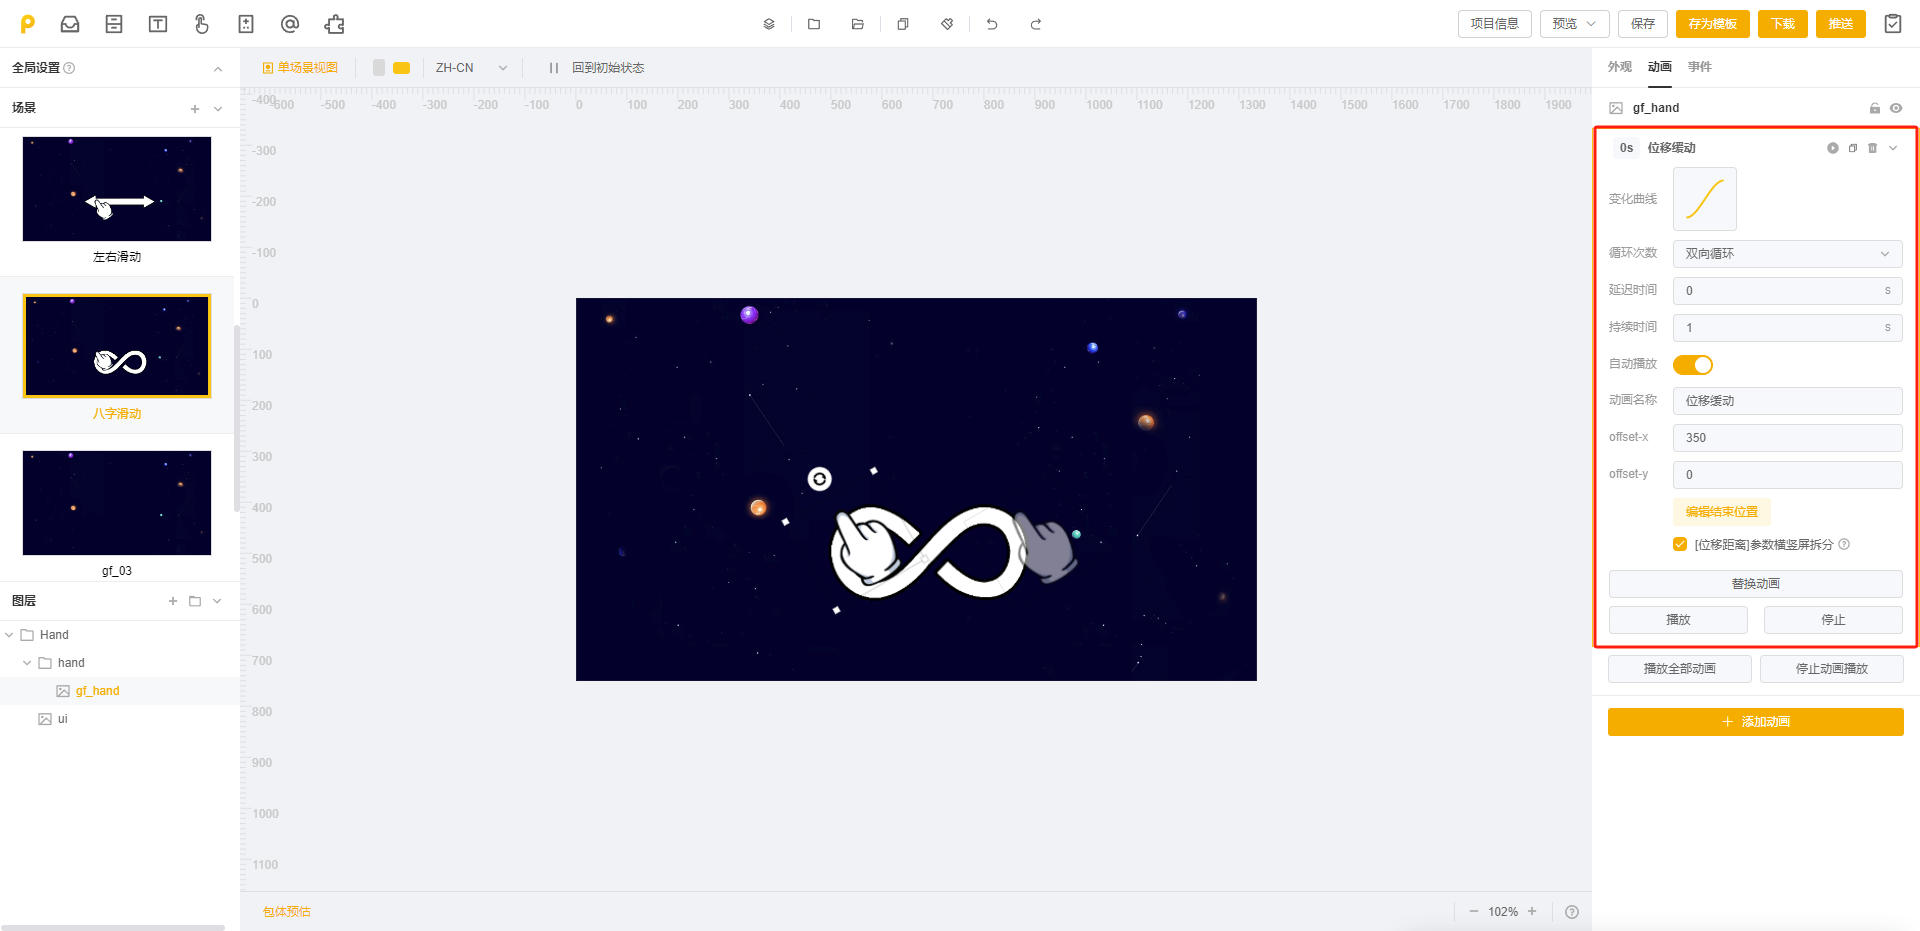 项目信息
预览
保存
存为模板
下载
推送
全局设置
单场景视图
ZH-CN
回到初始状态
外观
动画
事件
场景
-400
-600
-500
-400
-300
-200
-100
0
100
200
300
400
500
600
700
800
900
1000
1100
1200
1300
1400
1500
1600
1700
1800
1900
gf_hand
-300
-200
-100
0
100
200
300
400
500
600
700
800
900
1000
1100
左右滑动
八字滑动
gf_03
图层
Hand
hand
gf_hand
ui
0s 位移缓动
变化曲线
循环次数 双向循环
延迟时间 0 s
持续时间 1 s
自动播放
动画名称 位移缓动
offset-x 350
offset-y 0
编辑结束位置
[位移距离]参数横竖屏拆分
替换动画
播放
停止
播放全部动画
停止动画播放
+ 添加动画
包体预估
102%